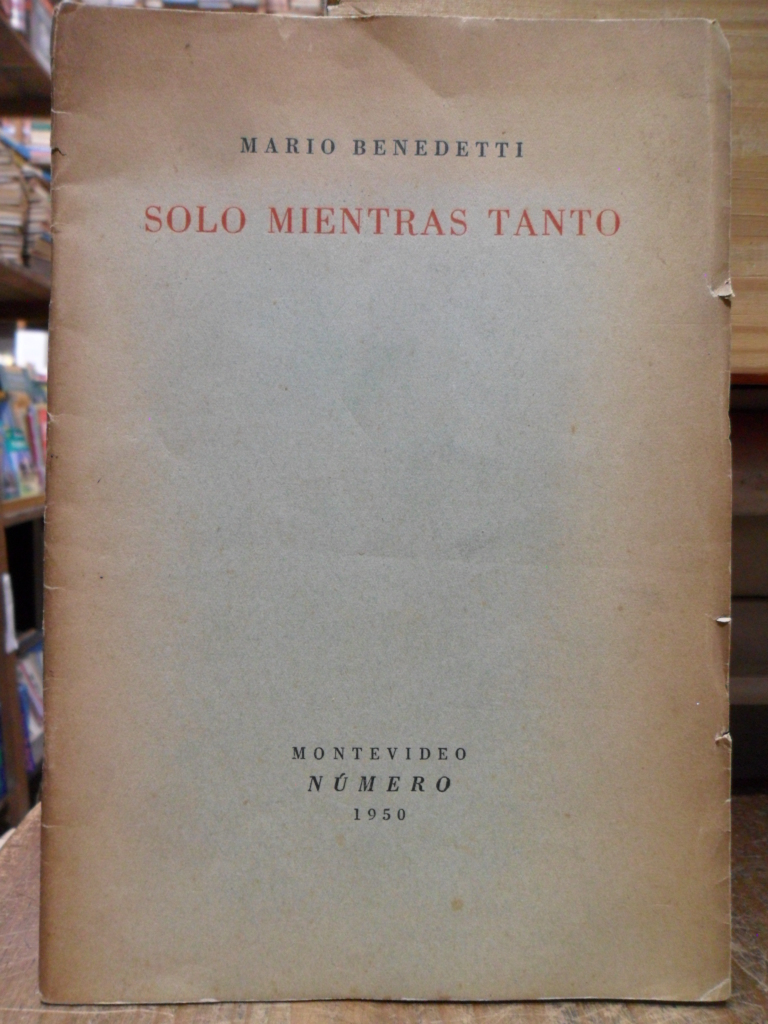 MARIO BENEDETTI
SOLO MIENTRAS TANTO
MONTEVIDEO
NÚMERO
1950